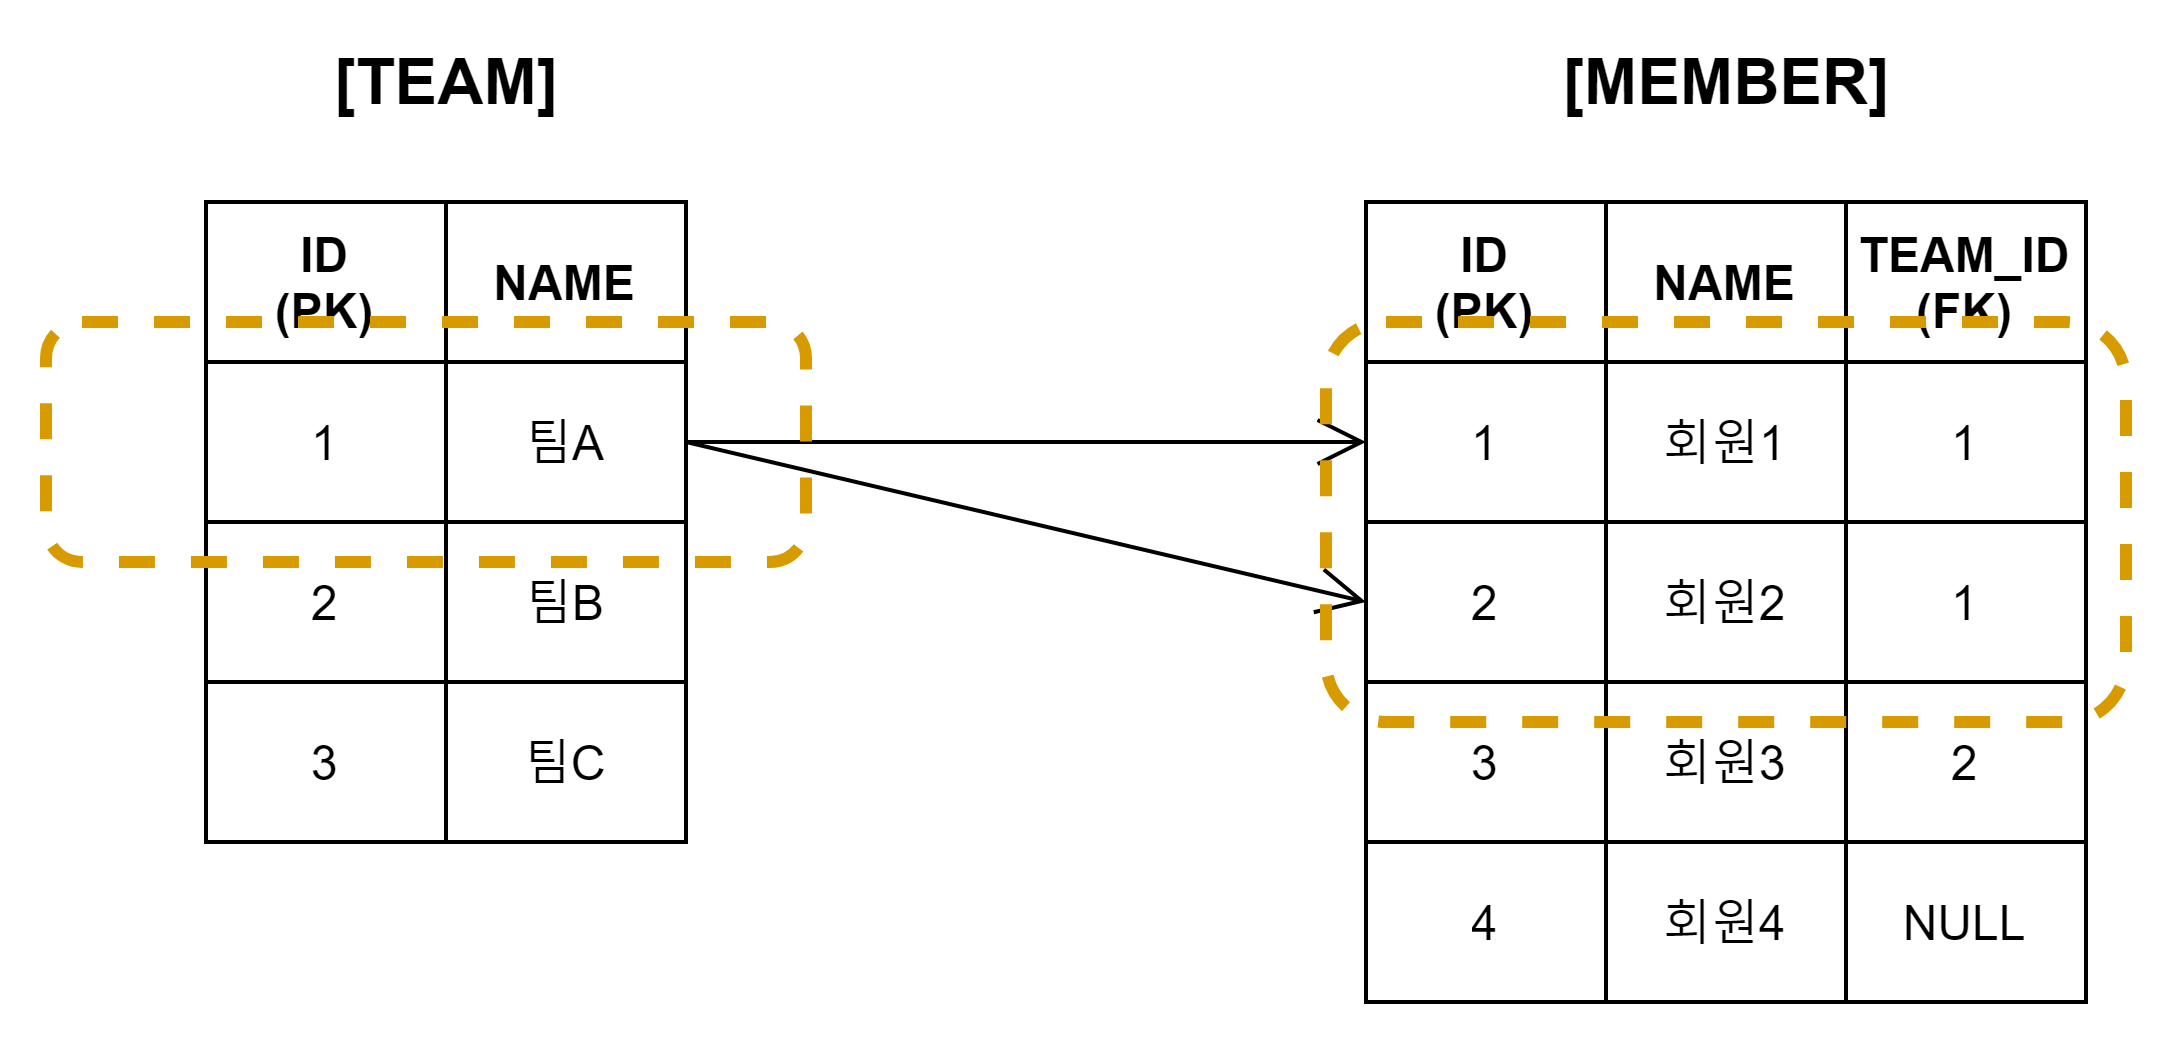 [TEAM]
ID
(PK)
NAME
1
팀A
2
팀B
3
팀C
[MEMBER]
ID
(PK)
NAME
TEAM_ID
(FK)
1
회원1
1
2
회원2
1
3
회원3
2
4
회원4
NULL